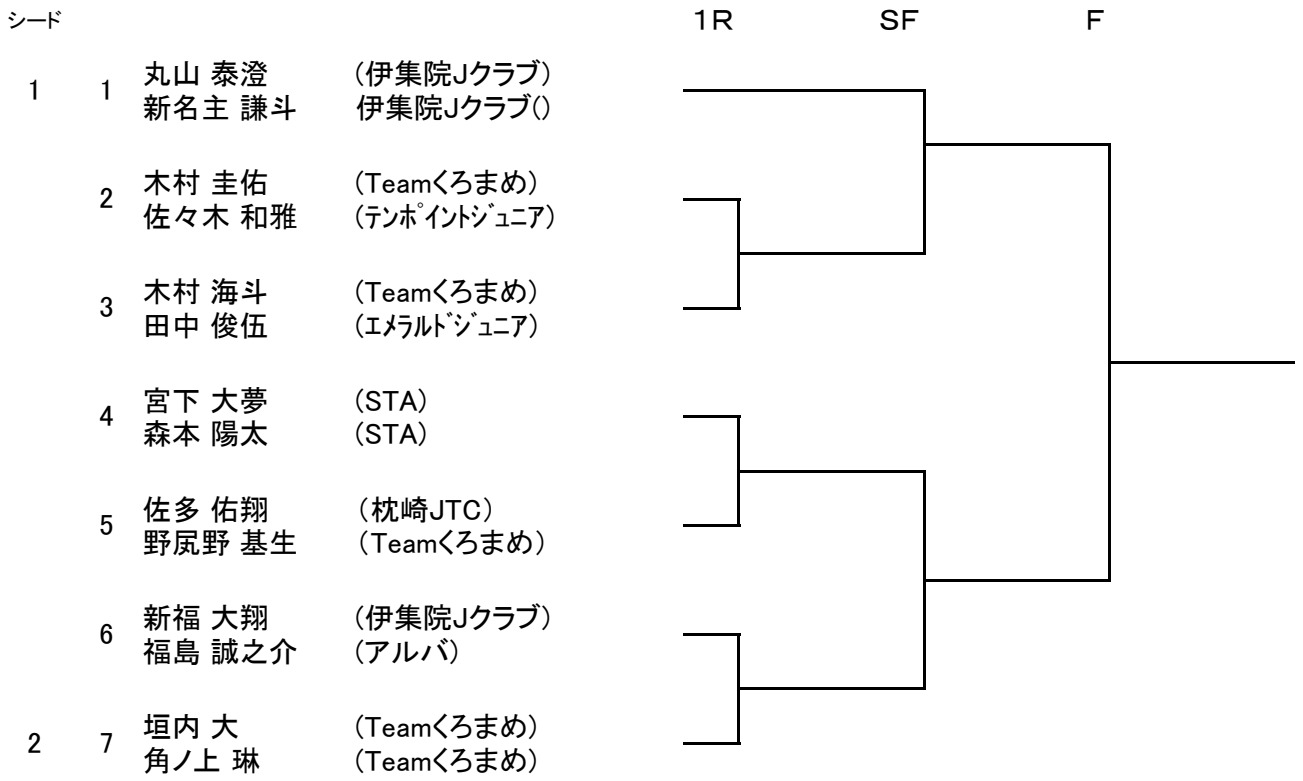 シード 1R SF F
1 1 丸山 泰澄 (伊集院Jクラブ)
新名主 謙斗 伊集院Jクラブ()
2 木村 圭佑 (Teamくろまめ)
佐々木 和雅 (テンポイントジュニア)
3 木村 海斗 (Teamくろまめ)
田中 俊伍 (エメラルドジュニア)
4 宮下 大夢 (STA)
森本 陽太 (STA)
5 佐多 佑翔 (枕崎JTC)
野尻野 基生 (Teamくろまめ)
6 新福 大翔 (伊集院Jクラブ)
福島 誠之介 (アルバ)
2 7 垣内 大 (Teamくろまめ)
角ノ上 琳 (Teamくろまめ)